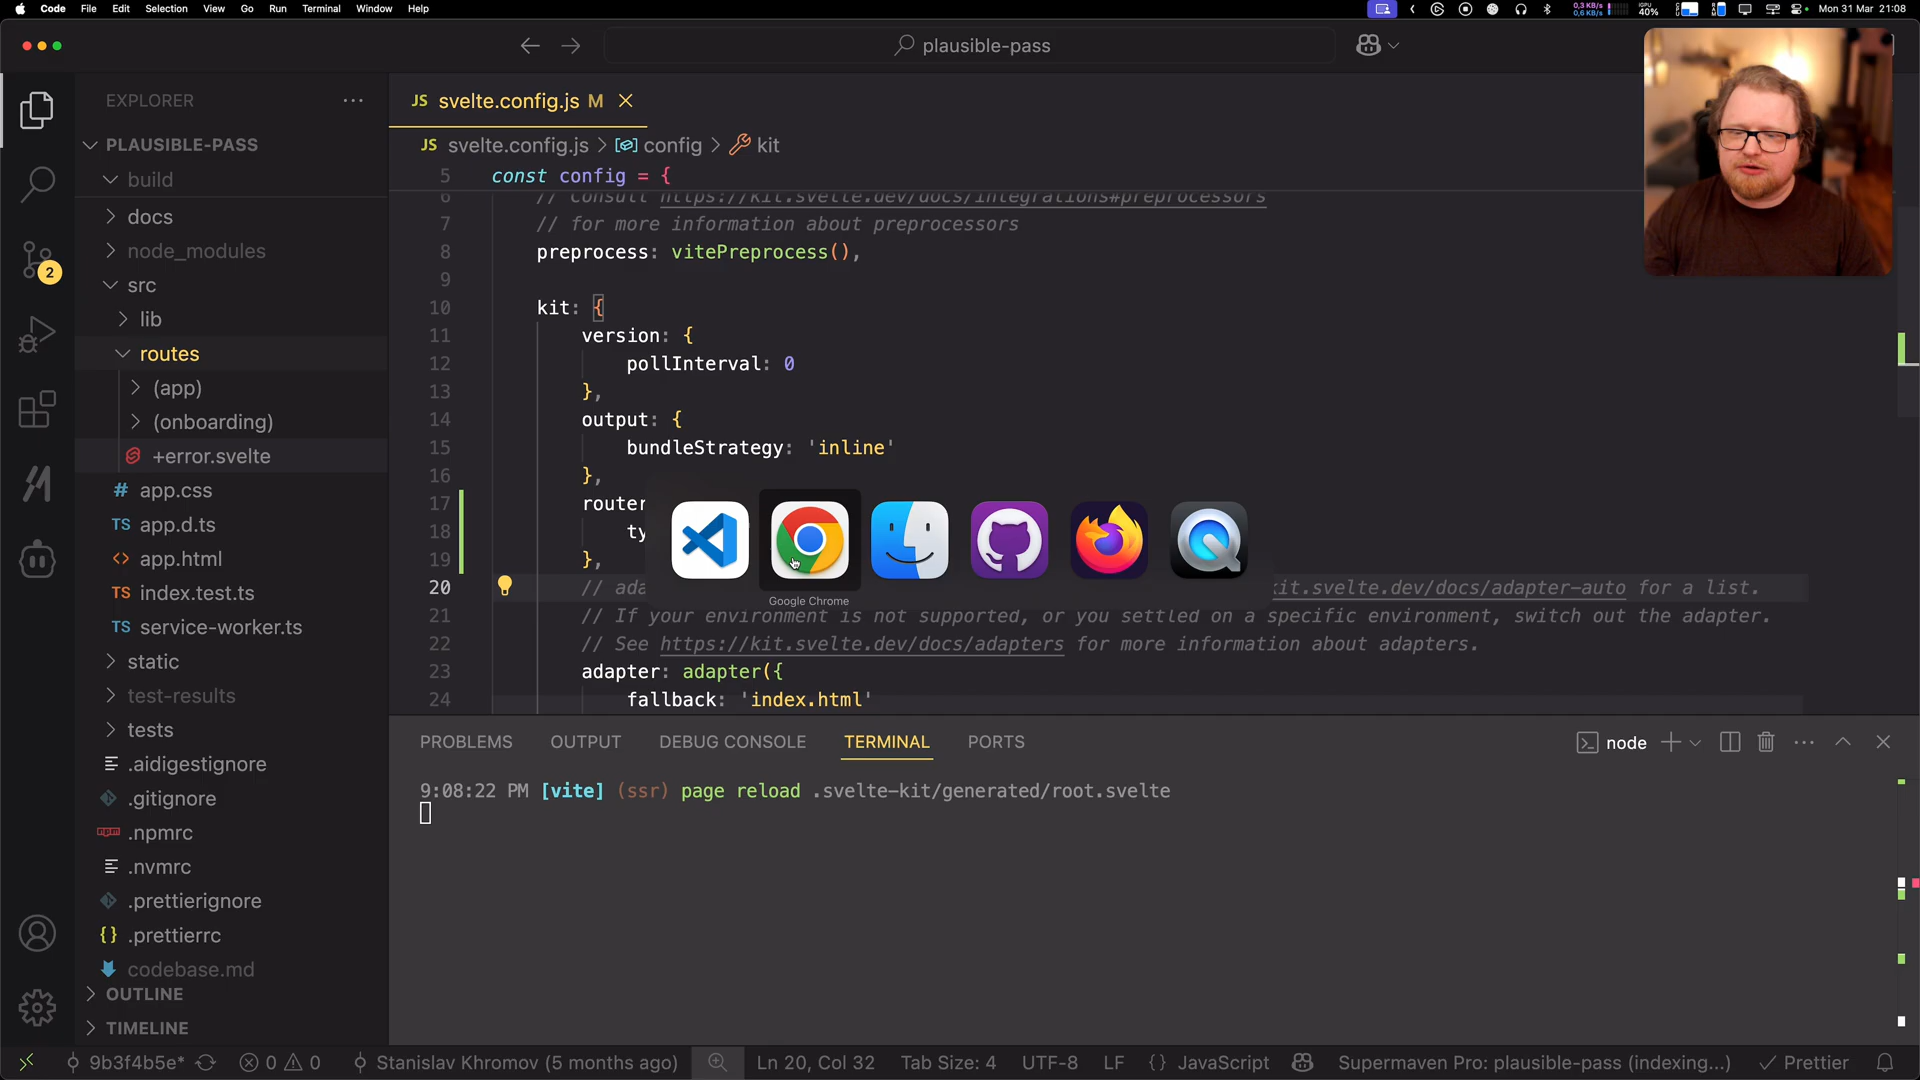 Code File Edit Selection View Go Run Terminal Window Help
0,3 KB/s
0,6 KB/s
40%
Mon 31 Mar 21:08
plausible-pass
EXPLORER
JS svelte.config.js M
PLAUSIBLE-PASS
JS svelte.config.js > config > kit
build
docs
node_modules
src
lib
routes
(app)
(onboarding)
+error.svelte
# app.css
TS app.d.ts
<> app.html
TS index.test.ts
TS service-worker.ts
static
test-results
tests
.aidigestignore
.gitignore
.npmrc
.nvmrc
.prettierignore
{} .prettierrc
codebase.md
OUTLINE
TIMELINE
2
5 const config = {
6 // Consult https://kit.svelte.dev/docs/integrations#preprocessors
7 // for more information about preprocessors
8 preprocess: vitePreprocess(),
9
10 kit: {
11 version: {
12 pollInterval: 0
13 },
14 output: {
15 bundleStrategy: 'inline'
16 },
17 router
18 ty
19 },
20 // ada kit.svelte.dev/docs/adapter-auto for a list.
21 // If your environment is not supported, or you settled on a specific environment, switch out the adapter.
22 // See https://kit.svelte.dev/docs/adapters for more information about adapters.
23 adapter: adapter({
24 fallback: 'index.html'
Google Chrome
PROBLEMS OUTPUT DEBUG CONSOLE TERMINAL PORTS
node
9:08:22 PM [vite] (ssr) page reload .svelte-kit/generated/root.svelte
9b3f4b5e* 0 0 Stanislav Khromov (5 months ago) Ln 20, Col 32 Tab Size: 4 UTF-8 LF {} JavaScript Supermaven Pro: plausible-pass (indexing...) Prettier